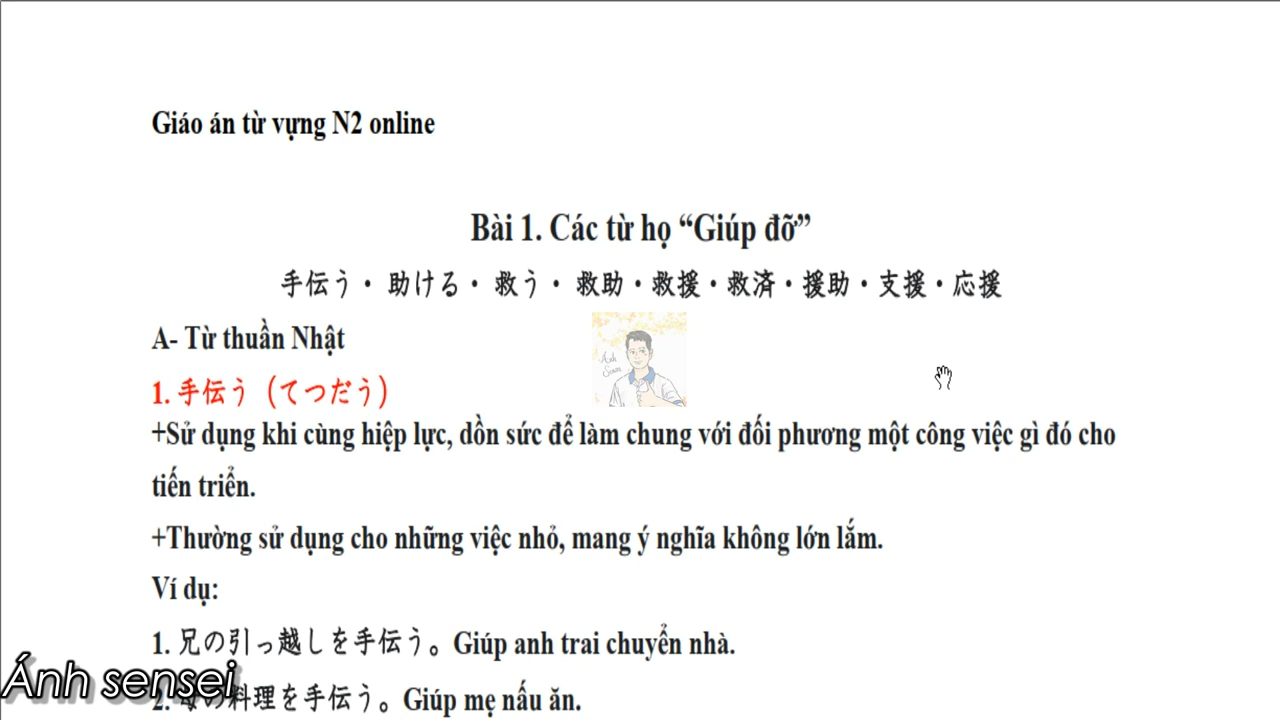 Giáo án từ vựng N2 online
Bài 1. Các từ họ “Giúp đỡ”
手伝う・ 助ける・ 救う・ 救助・救援・救済・援助・支援・応援
A- Từ thuần Nhật
Ánh Sensei
1. 手伝う（てつだう）
+Sử dụng khi cùng hiệp lực, dồn sức để làm chung với đối phương một công việc gì đó cho
tiến triển.
+Thường sử dụng cho những việc nhỏ, mang ý nghĩa không lớn lắm.
Ví dụ:
1. 兄の引っ越しを手伝う。Giúp anh trai chuyển nhà.
2. 母の料理を手伝う。Giúp mẹ nấu ăn.
Ánh sensei